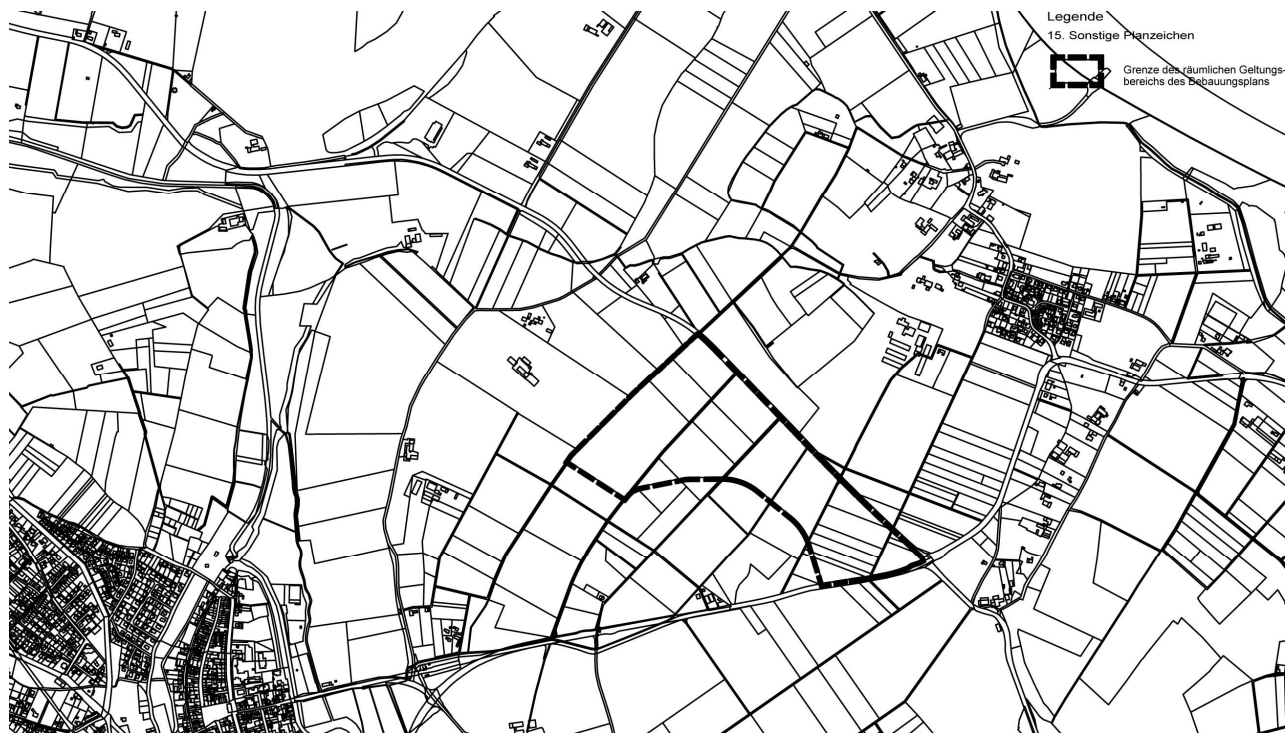 Legende
15. Sonstige Planzeichen
Grenze des räumlichen Geltungs-
bereichs des Bebauungsplans